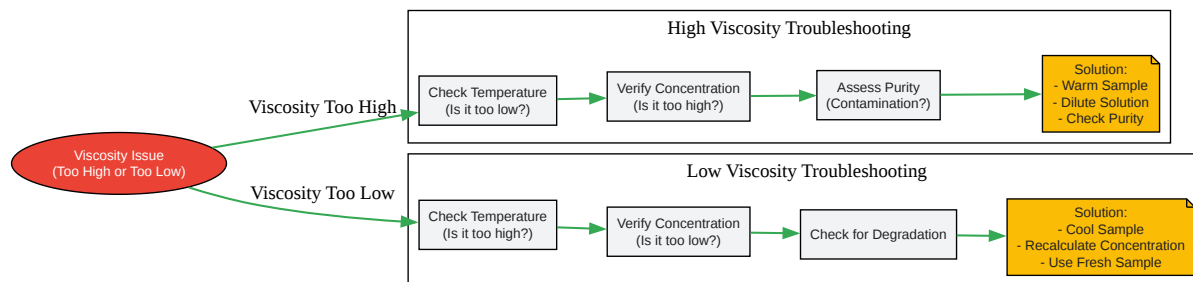 High Viscosity Troubleshooting
Check Temperature
(Is it too low?)
Verify Concentration
(Is it too high?)
Assess Purity
(Contamination?)
Solution:
- Warm Sample
- Dilute Solution
- Check Purity
Viscosity Too High
Viscosity Issue
(Too High or Too Low)
Viscosity Too Low
Low Viscosity Troubleshooting
Check Temperature
(Is it too high?)
Verify Concentration
(Is it too low?)
Check for Degradation
Solution:
- Cool Sample
- Recalculate Concentration
- Use Fresh Sample